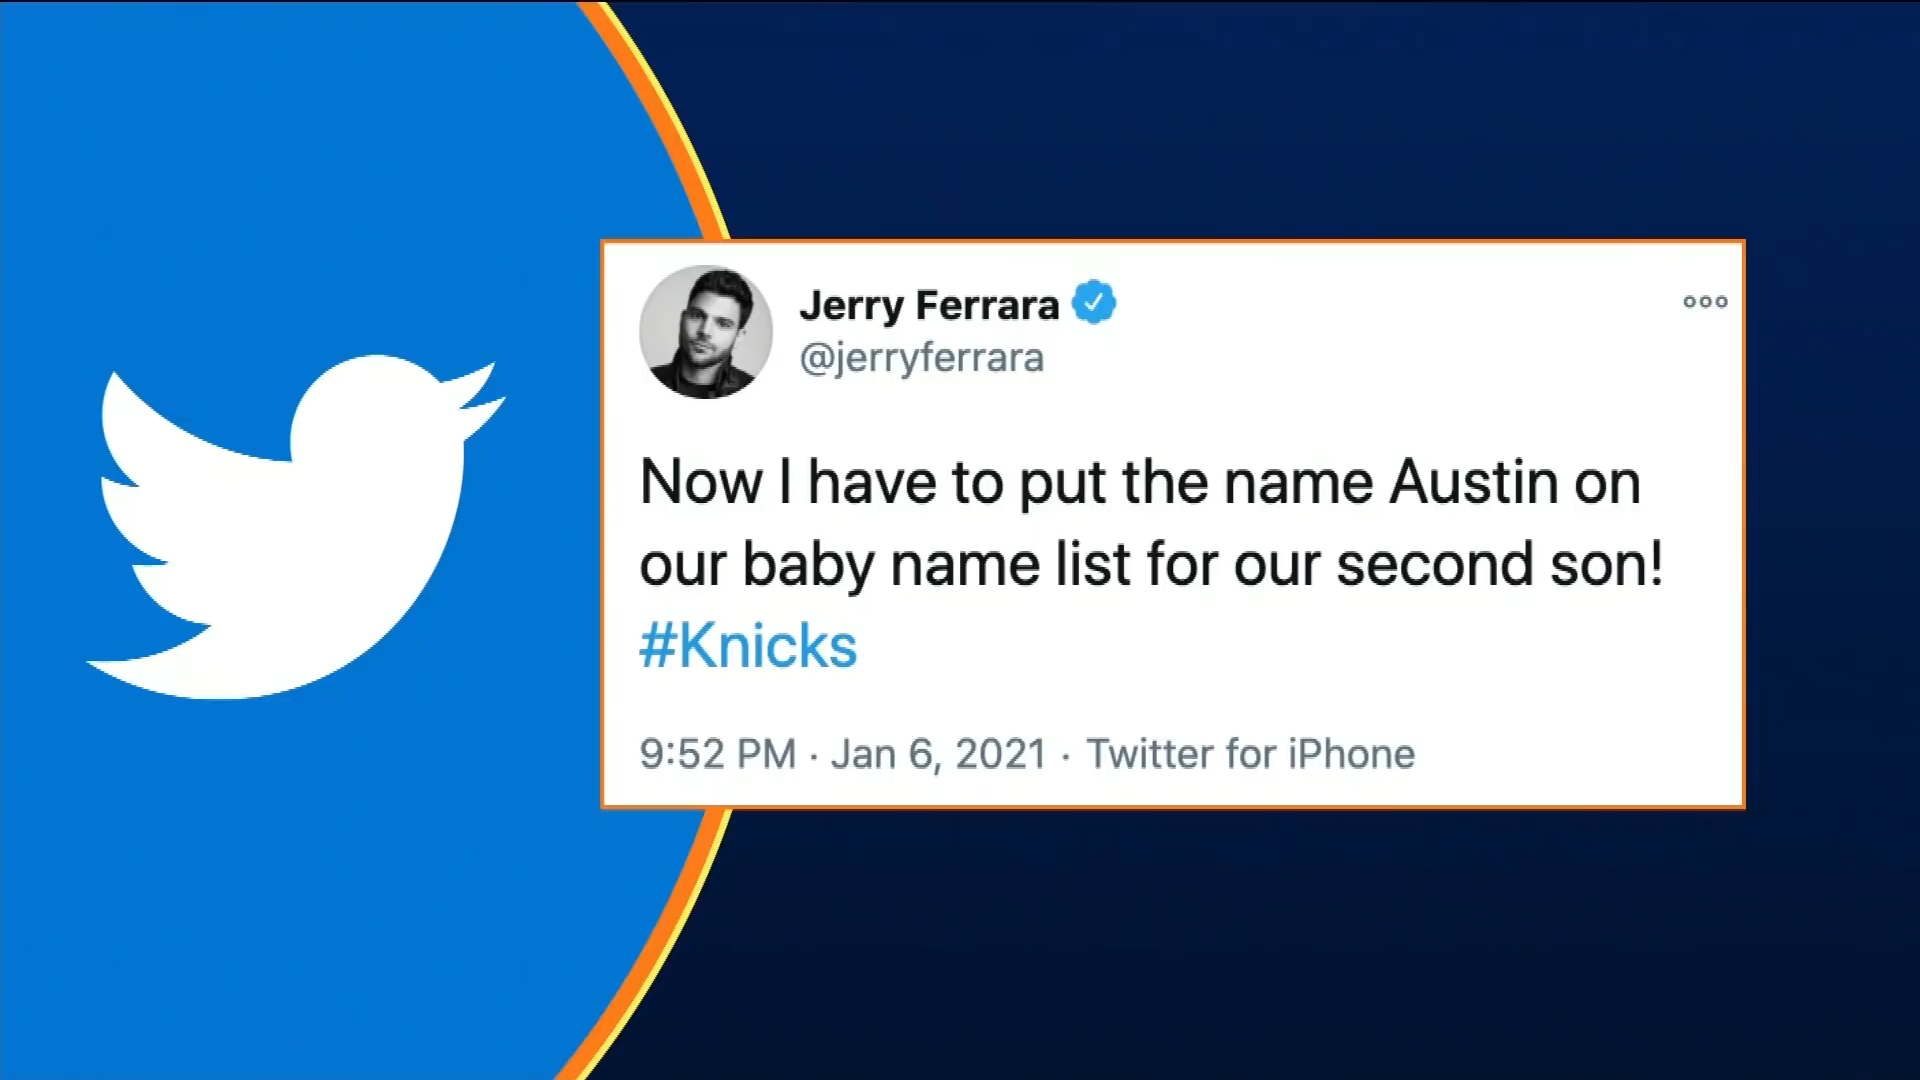 Jerry Ferrara
@jerryferrara
Now I have to put the name Austin on
our baby name list for our second son!
#Knicks
9:52 PM · Jan 6, 2021 · Twitter for iPhone